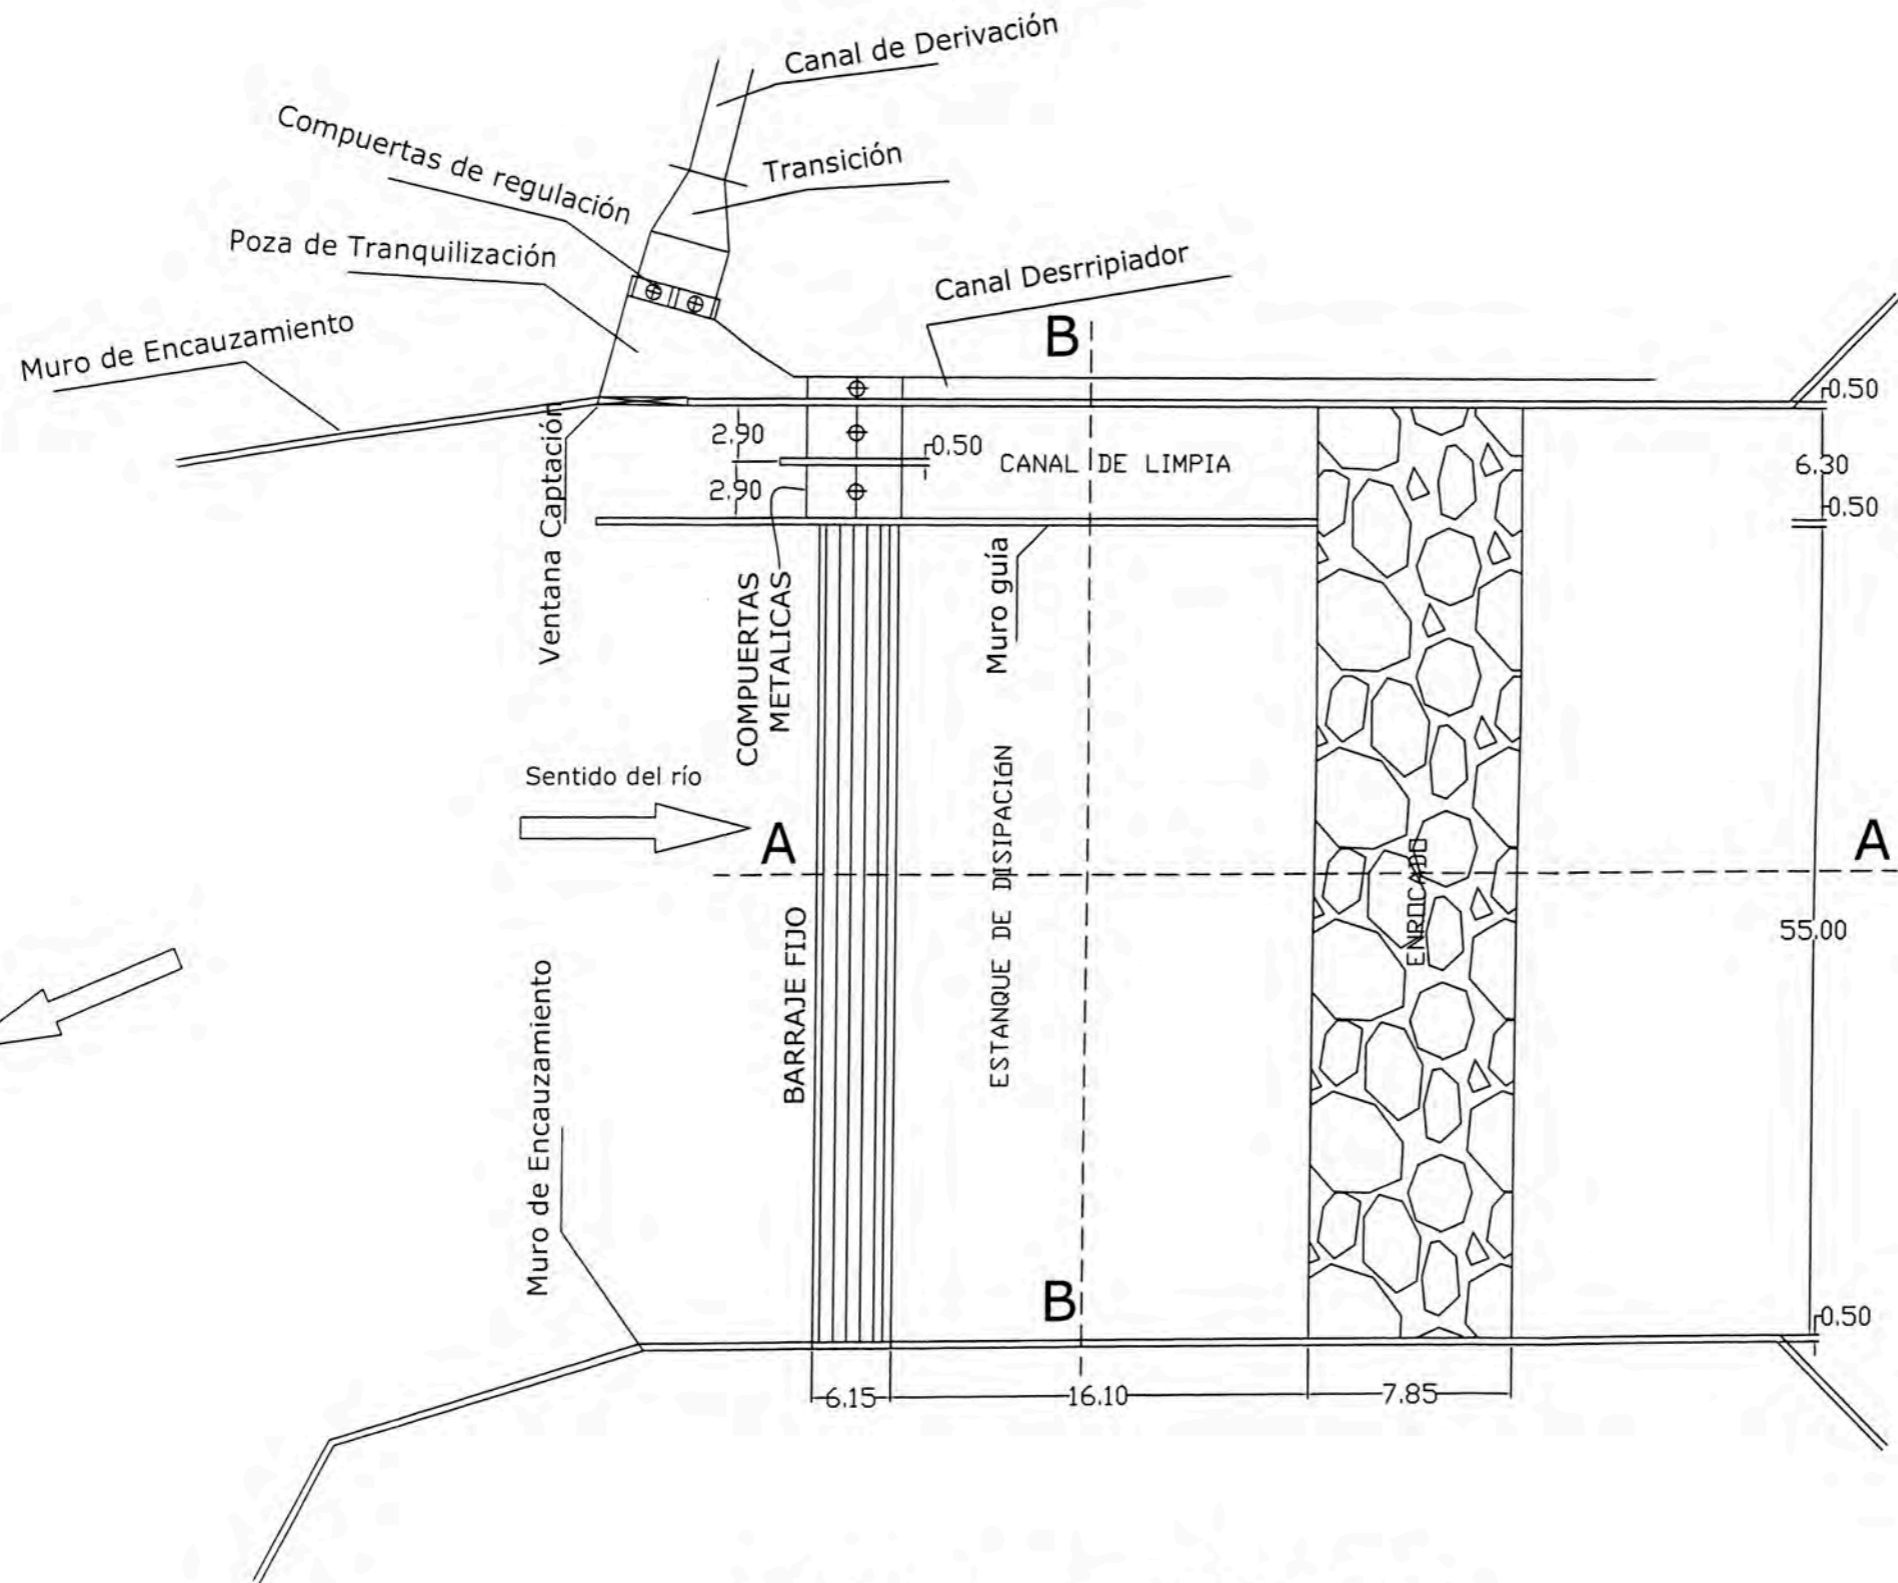 Canal de Derivación
Compuertas de regulación
Transición
Poza de Tranquilización
Canal Desrripiador
Muro de Encauzamiento
B
0.50
2.90
0.50
CANAL DE LIMPIA
6.30
2.90
0.50
Ventana Captación
COMPUERTAS
METALICAS
Muro guía
Sentido del río
A
A
ESTANQUE DE DISIPACIÓN
ENROCADO
BARRAJE FIJO
55.00
Muro de Encauzamiento
B
0.50
6.15
16.10
7.85